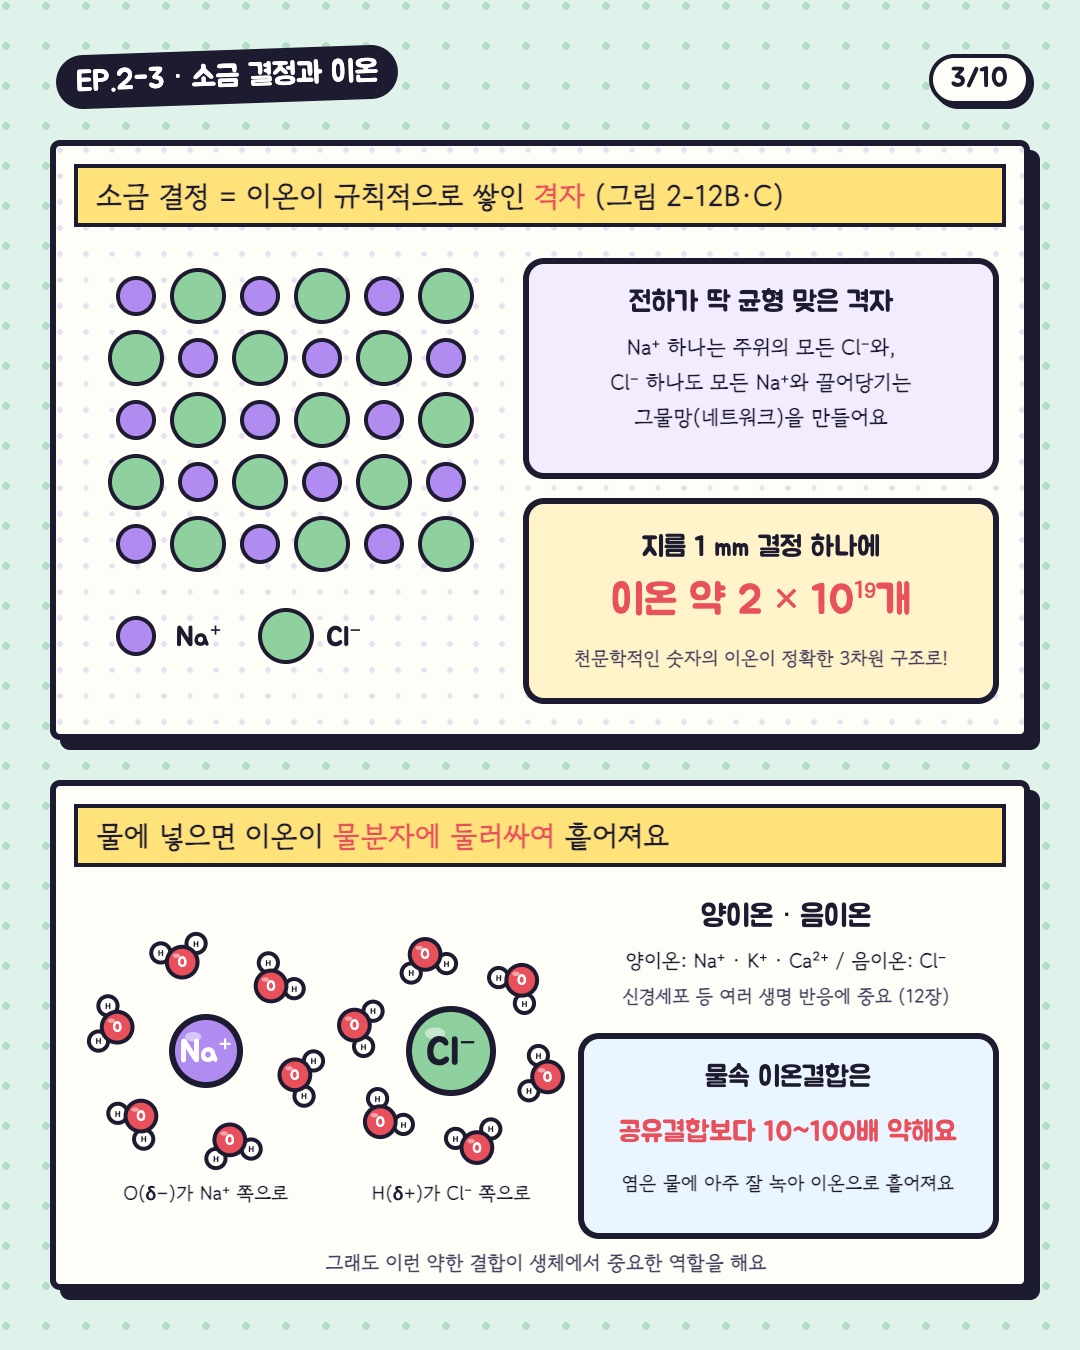 EP.2-3 · 소금 결정과 이온
3/10
소금 결정 = 이온이 규칙적으로 쌓인 격자 (그림 2-12B·C)
전하가 딱 균형 맞은 격자
Na⁺ 하나는 주위의 모든 Cl⁻와,
Cl⁻ 하나도 모든 Na⁺와 끌어당기는
그물망(네트워크)을 만들어요
지름 1 mm 결정 하나에
이온 약 2 × 10¹⁹개
천문학적인 숫자의 이온이 정확한 3차원 구조로!
Na⁺
Cl⁻
물에 넣으면 이온이 물분자에 둘러싸여 흩어져요
H H O
H O H
H O H
Na⁺
O H H
H O H
O H H
O(δ−)가 Na⁺ 쪽으로
O H H
H O H
O H H
Cl⁻
H O H
H O H
H H O
H(δ+)가 Cl⁻ 쪽으로
양이온 · 음이온
양이온: Na⁺ · K⁺ · Ca²⁺ / 음이온: Cl⁻
신경세포 등 여러 생명 반응에 중요 (12장)
물속 이온결합은
공유결합보다 10~100배 약해요
염은 물에 아주 잘 녹아 이온으로 흩어져요
그래도 이런 약한 결합이 생체에서 중요한 역할을 해요